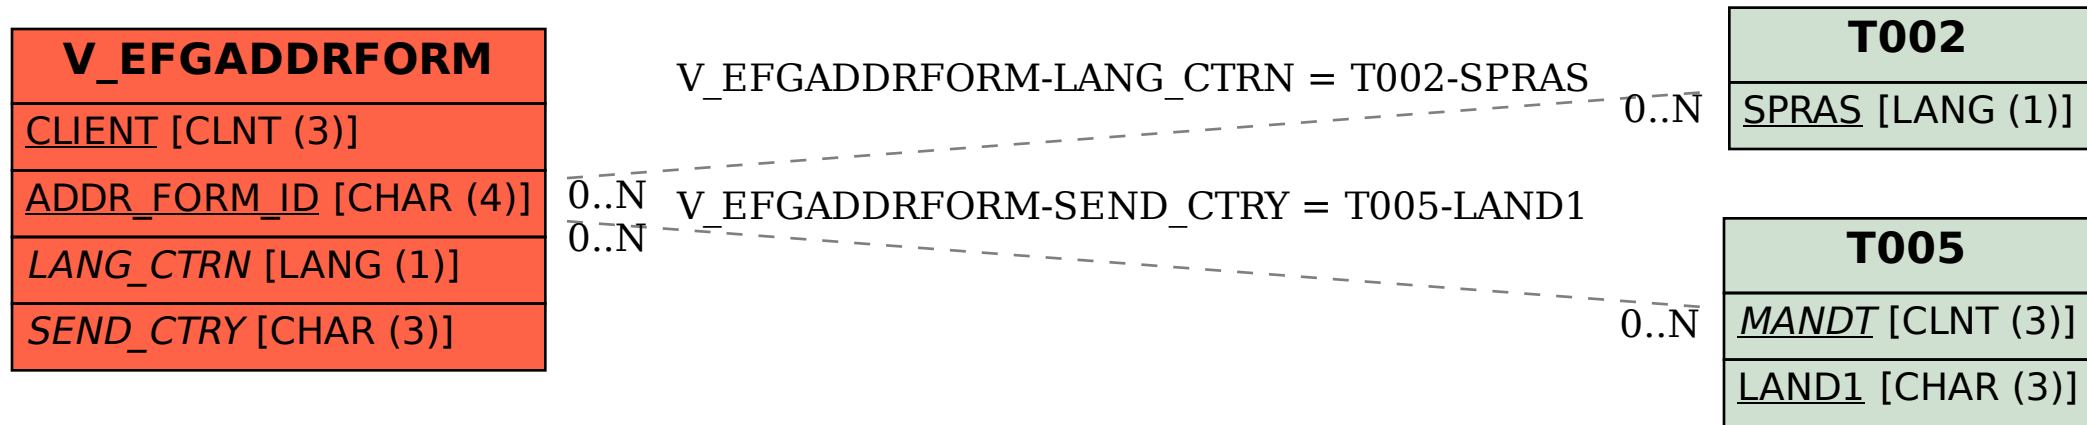 V_EFGADDRFORM
CLIENT [CLNT (3)]
ADDR_FORM_ID [CHAR (4)]
LANG_CTRN [LANG (1)]
SEND_CTRY [CHAR (3)]
V_EFGADDRFORM-LANG_CTRN = T002-SPRAS
0..N
0..N
V_EFGADDRFORM-SEND_CTRY = T005-LAND1
0..N
0..N
T002
SPRAS [LANG (1)]
T005
MANDT [CLNT (3)]
LAND1 [CHAR (3)]